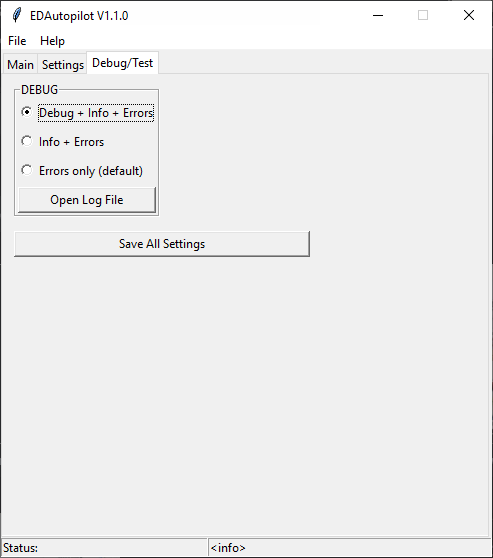 EDAutopilot V1.1.0
File Help
Main Settings Debug/Test
DEBUG
Debug + Info + Errors
Info + Errors
Errors only (default)
Open Log File
Save All Settings
Status: <info>